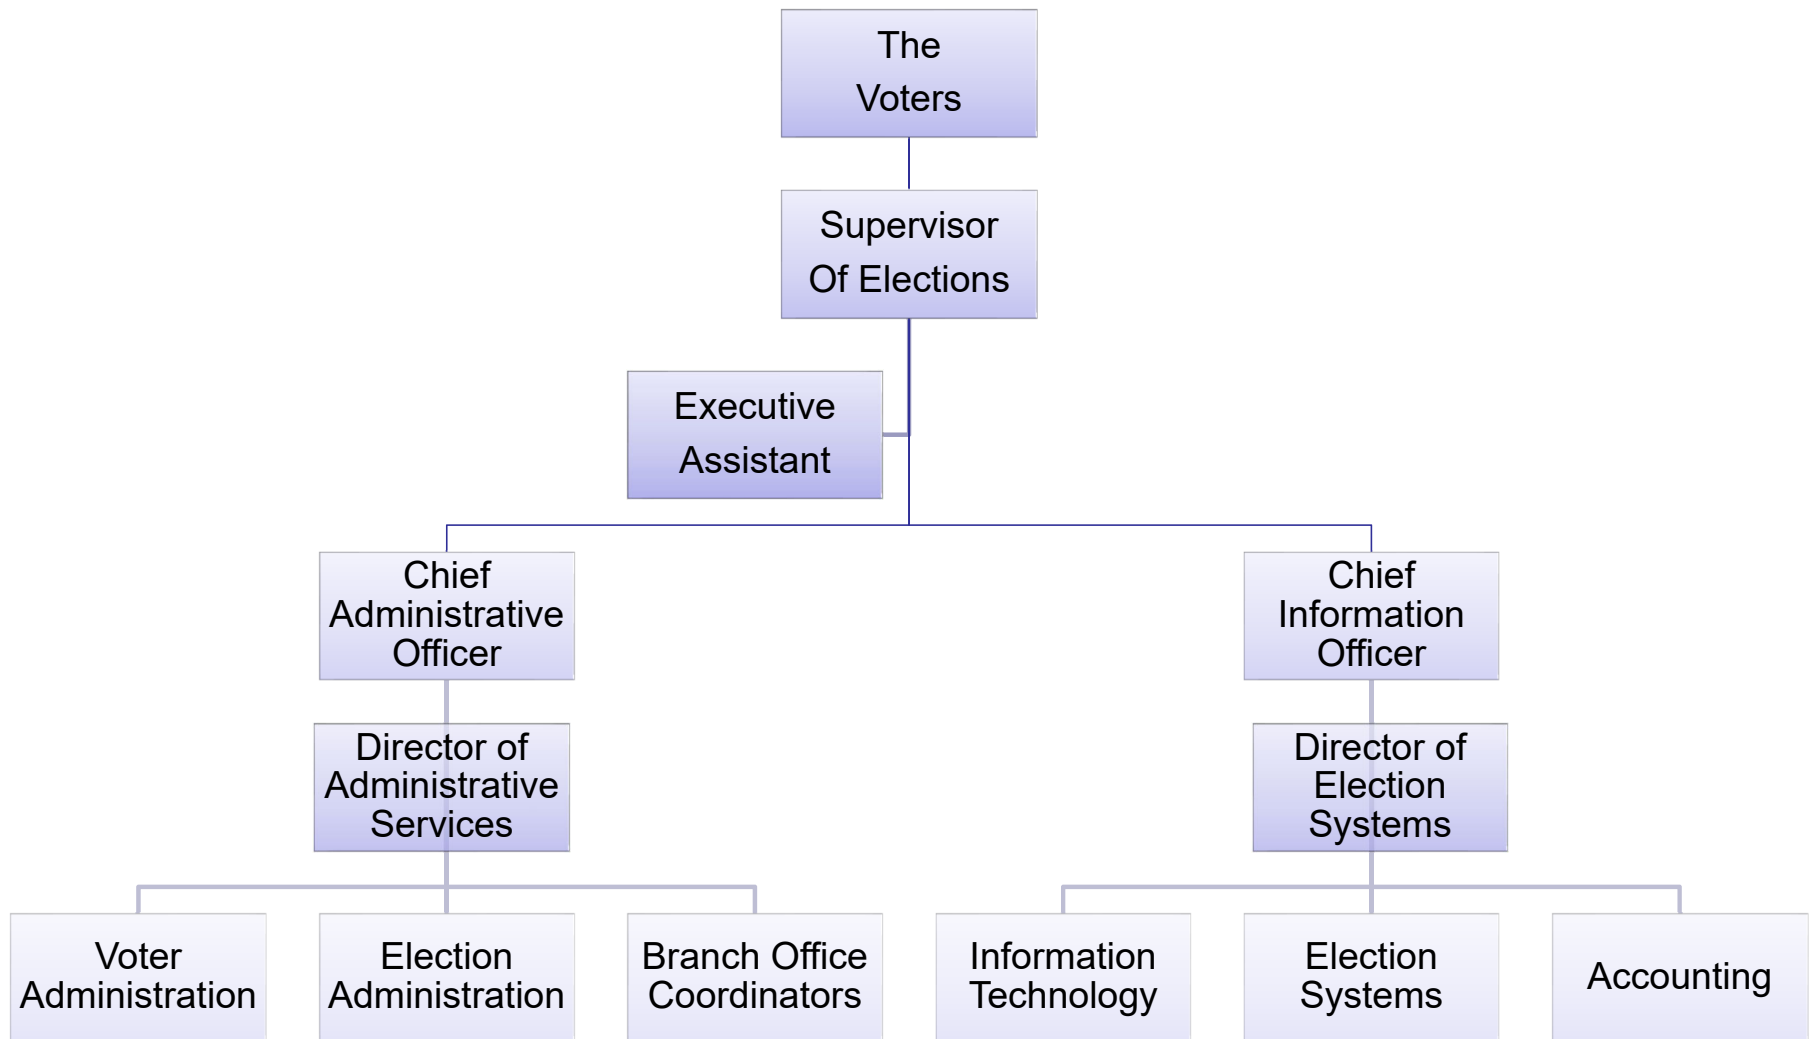 The
Voters
Supervisor
Of Elections
Executive
Assistant
Chief
Administrative
Officer
Chief
Information
Officer
Director of
Administrative
Services
Director of
Election
Systems
Voter
Administration
Election
Administration
Branch Office
Coordinators
Information
Technology
Election
Systems
Accounting